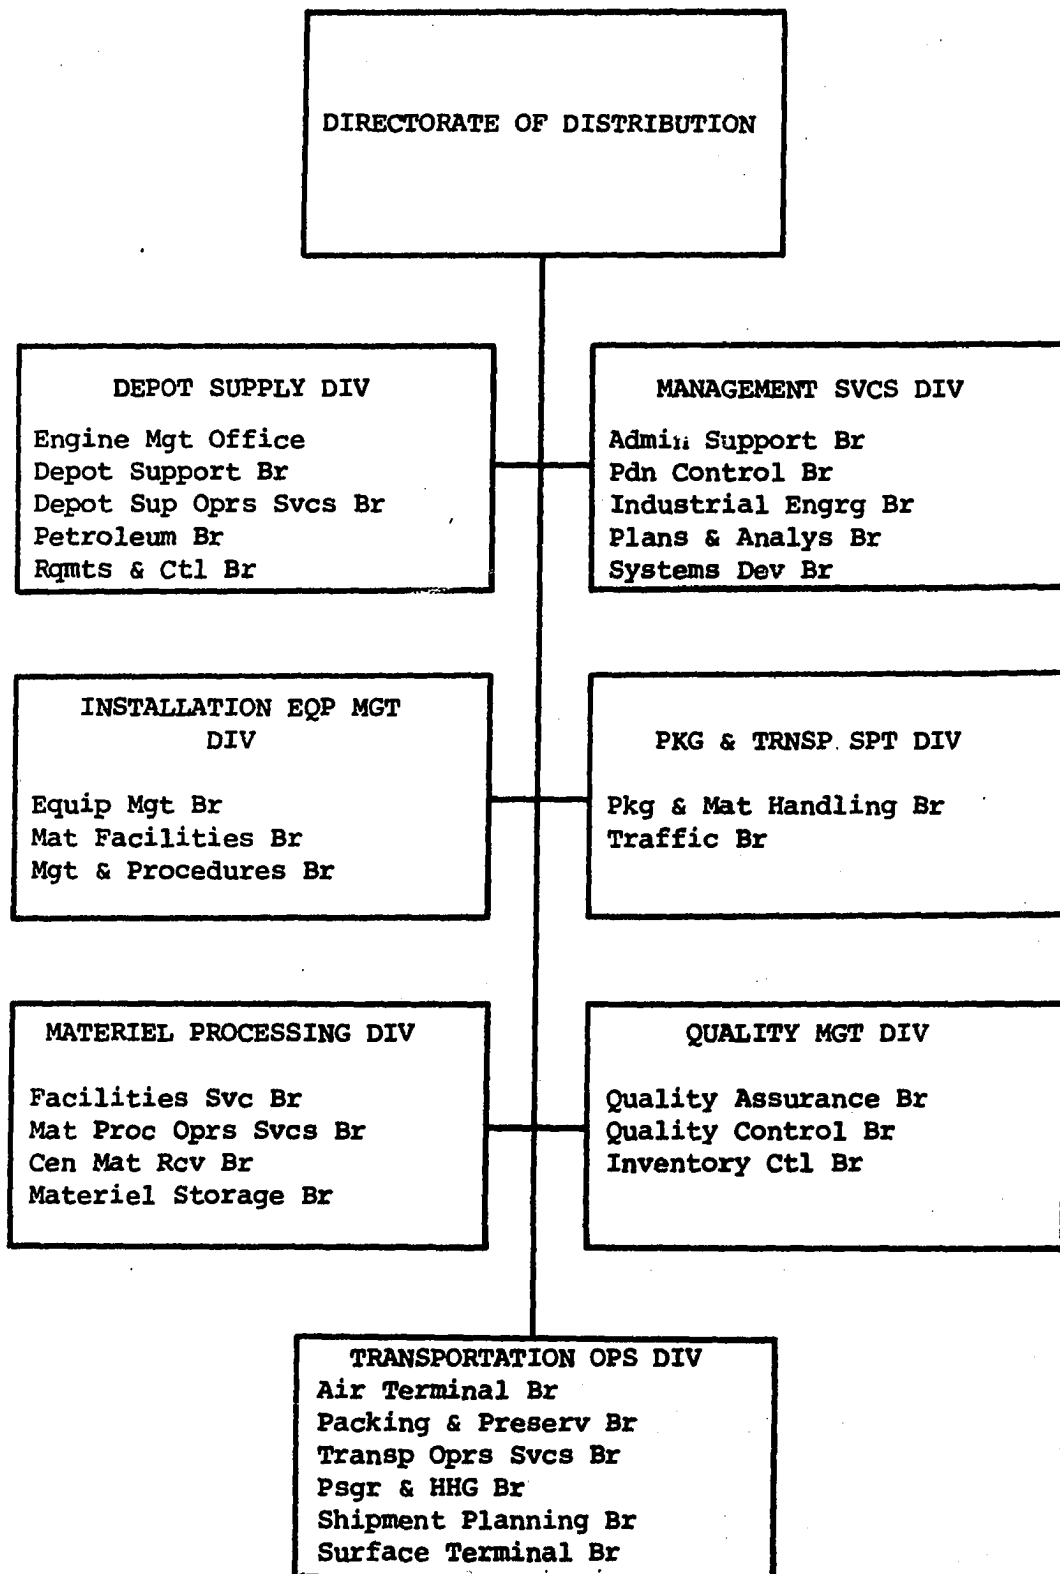 DIRECTORATE OF DISTRIBUTION
DEPOT SUPPLY DIV
Engine Mgt Office
Depot Support Br
Depot Sup Oprs Svcs Br
Petroleum Br
Rqmts & Ctl Br
MANAGEMENT SVCS DIV
Admin Support Br
Pdn Control Br
Industrial Engrg Br
Plans & Analys Br
Systems Dev Br
INSTALLATION EQP MGT
DIV
Equip Mgt Br
Mat Facilities Br
Mgt & Procedures Br
PKG & TRNSP SPT DIV
Pkg & Mat Handling Br
Traffic Br
MATERIEL PROCESSING DIV
Facilities Svc Br
Mat Proc Oprs Svcs Br
Cen Mat Rcv Br
Materiel Storage Br
QUALITY MGT DIV
Quality Assurance Br
Quality Control Br
Inventory Ctl Br
TRANSPORTATION OPS DIV
Air Terminal Br
Packing & Preserv Br
Transp Oprs Svcs Br
Psgr & HHG Br
Shipment Planning Br
Surface Terminal Br